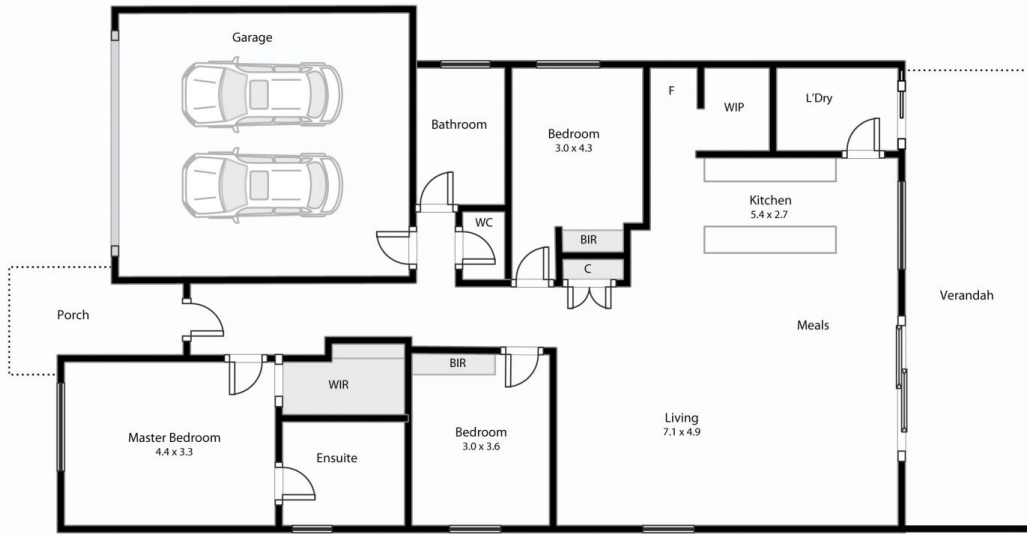 Garage
Bathroom
Bedroom
3.0 x 4.3
F
WIP
L'Dry
Kitchen
5.4 x 2.7
WC
BIR
C
Porch
Meals
Verandah
WIR
BIR
Master Bedroom
4.4 x 3.3
Ensuite
Bedroom
3.0 x 3.6
Living
7.1 x 4.9